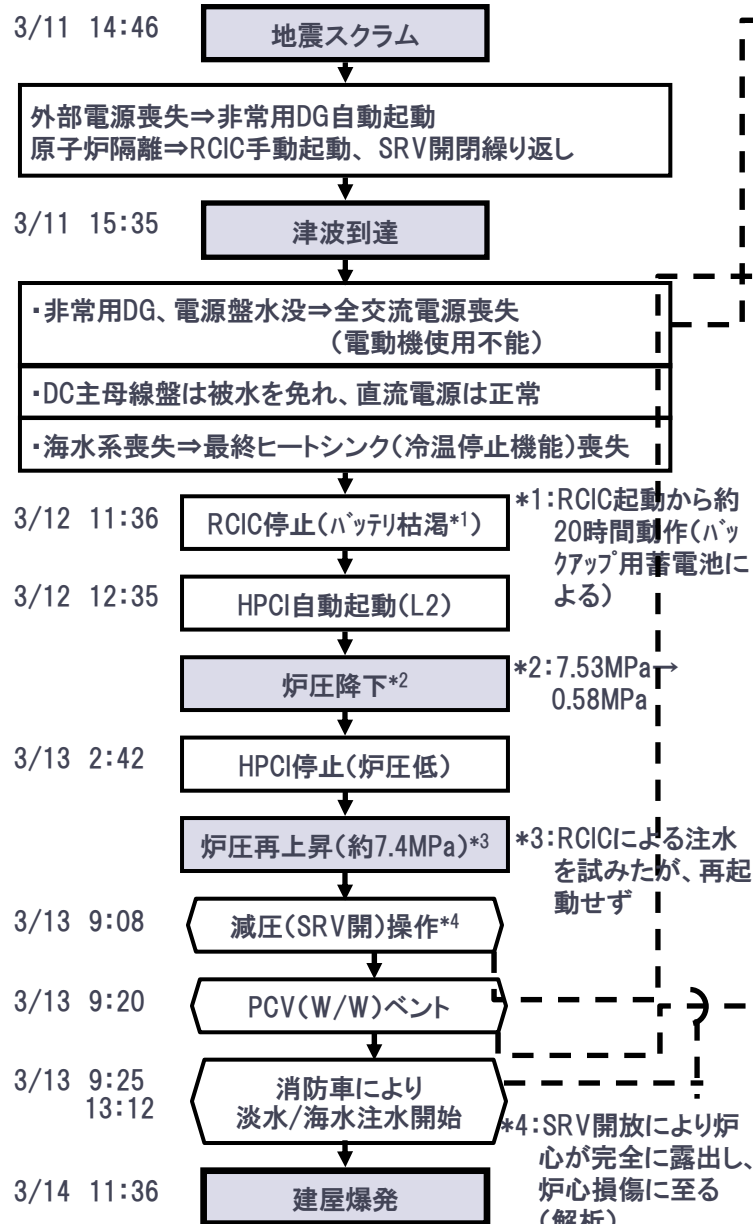 3/11 14:46
地震スクラム
外部電源喪失⇒非常用DG自動起動
原子炉隔離⇒RCIC手動起動、SRV開閉繰り返し
3/11 15:35
津波到達
・非常用DG、電源盤水没⇒全交流電源喪失
(電動機使用不能)
・DC主母線盤は被水を免れ、直流電源は正常
・海水系喪失⇒最終ヒートシンク(冷温停止機能)喪失
3/12 11:36
RCIC停止(バッテリ枯渇*1)
*1:RCIC起動から約
20時間動作(バッ
クアップ用蓄電池に
よる)
3/12 12:35
HPCI自動起動(L2)
炉圧降下*2
*2:7.53MPa→
0.58MPa
3/13 2:42
HPCI停止(炉圧低)
炉圧再上昇(約7.4MPa)*3
*3:RCICによる注水
を試みたが、再起
動せず
3/13 9:08
減圧(SRV開)操作*4
3/13 9:20
PCV(W/W)ベント
3/13 9:25
13:12
消防車により
淡水/海水注水開始
*4:SRV開放により炉
心が完全に露出し、
炉心損傷に至る
(解析)
3/14 11:36
建屋爆発